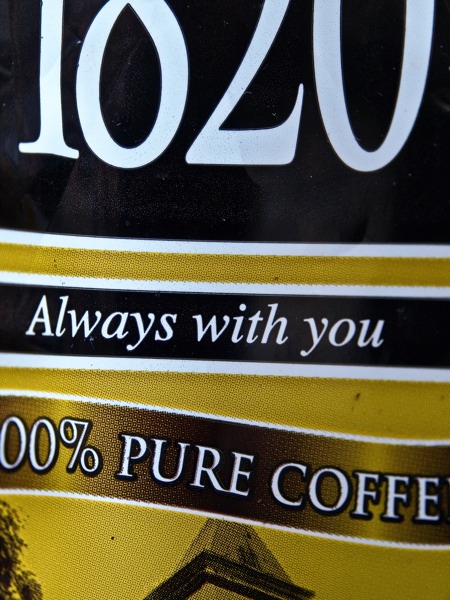 1820
Always with you
00% PURE COFFE